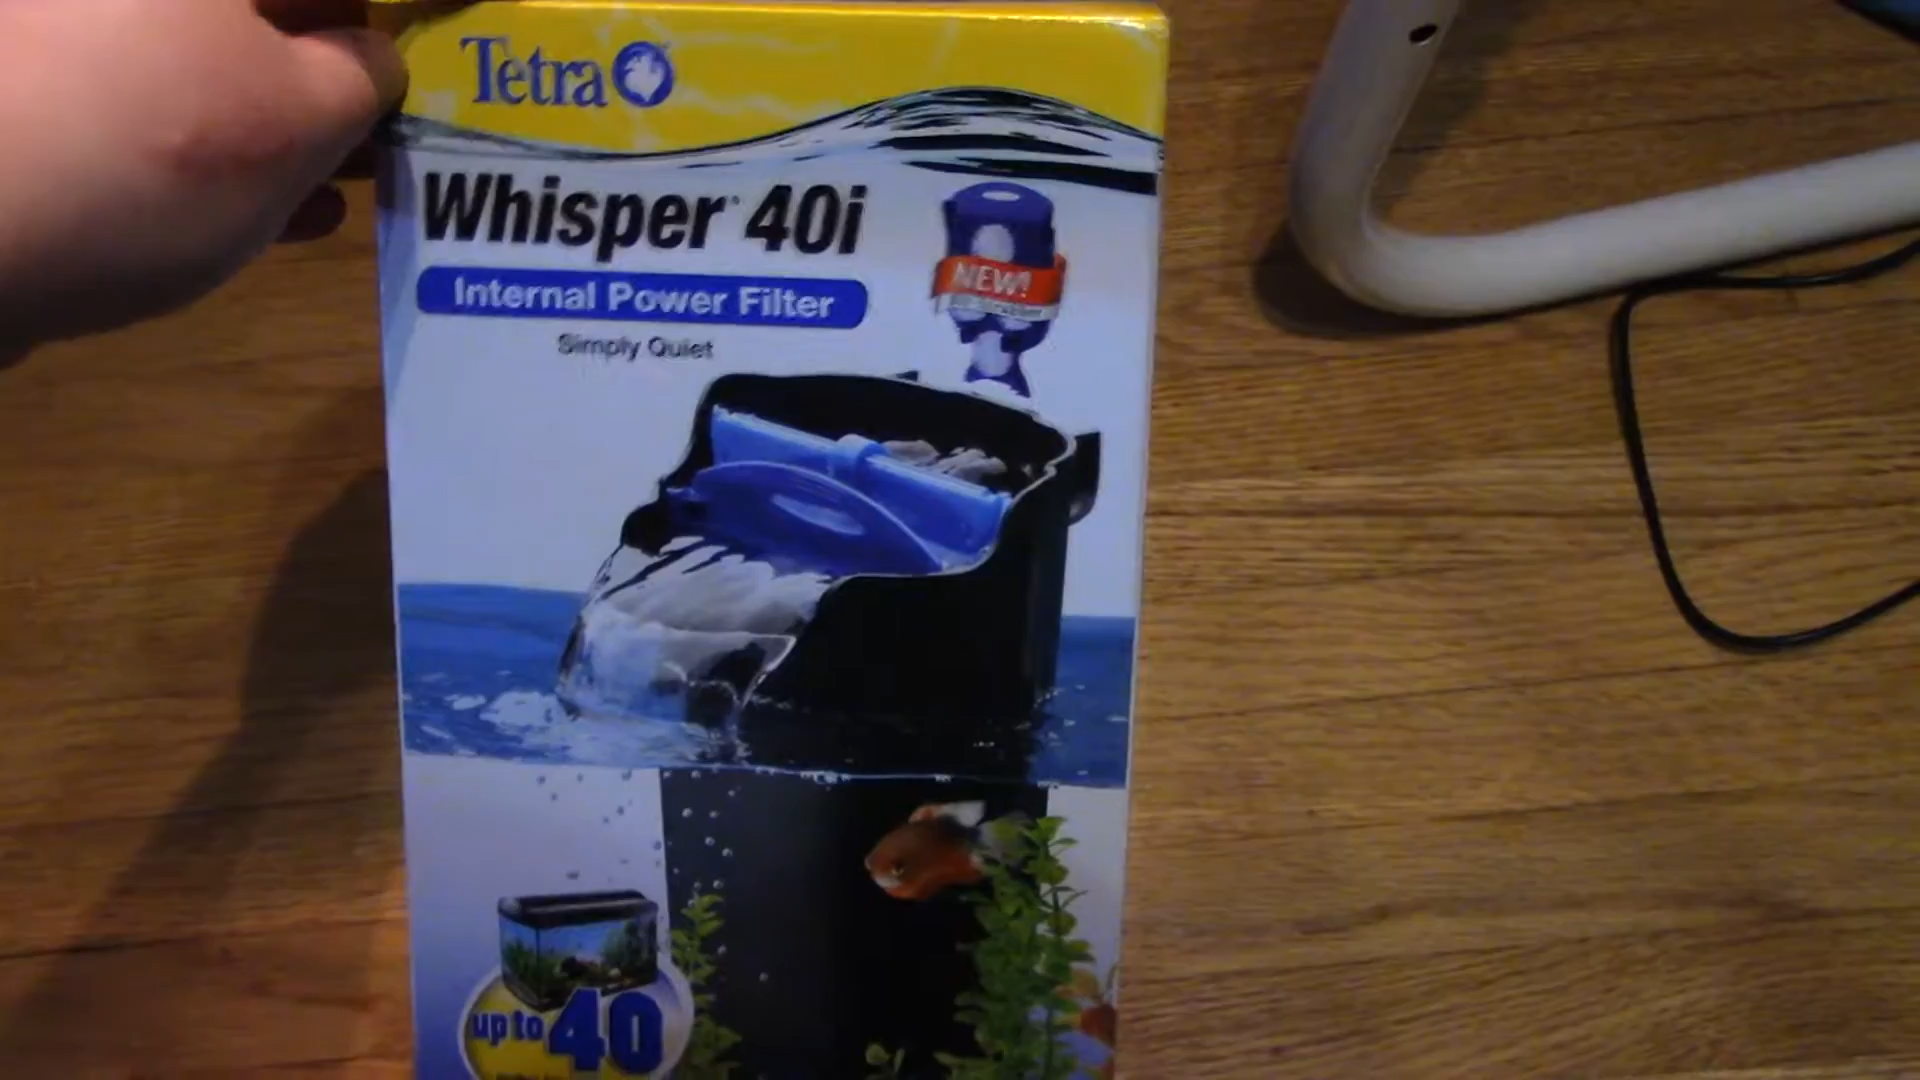 Tetra
Whisper 40i
NEW!
Internal Power Filter
Simply Quiet
up to 40